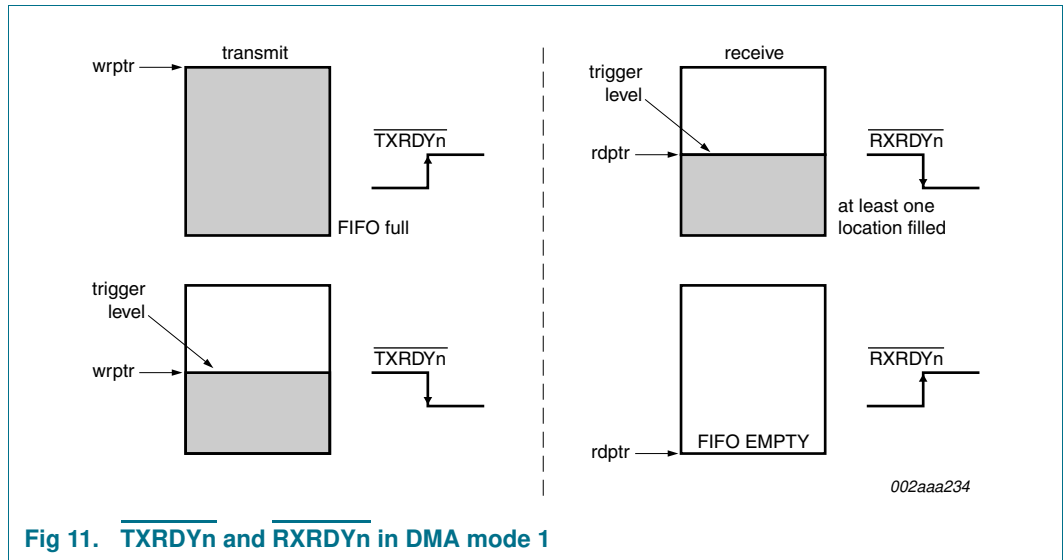 transmit
wrptr
TXRDYn
FIFO full
trigger
level
wrptr
TXRDYn
receive
trigger
level
rdptr
RXRDYn
at least one
location filled
RXRDYn
FIFO EMPTY
rdptr
002aaa234
Fig 11. TXRDYn and RXRDYn in DMA mode 1